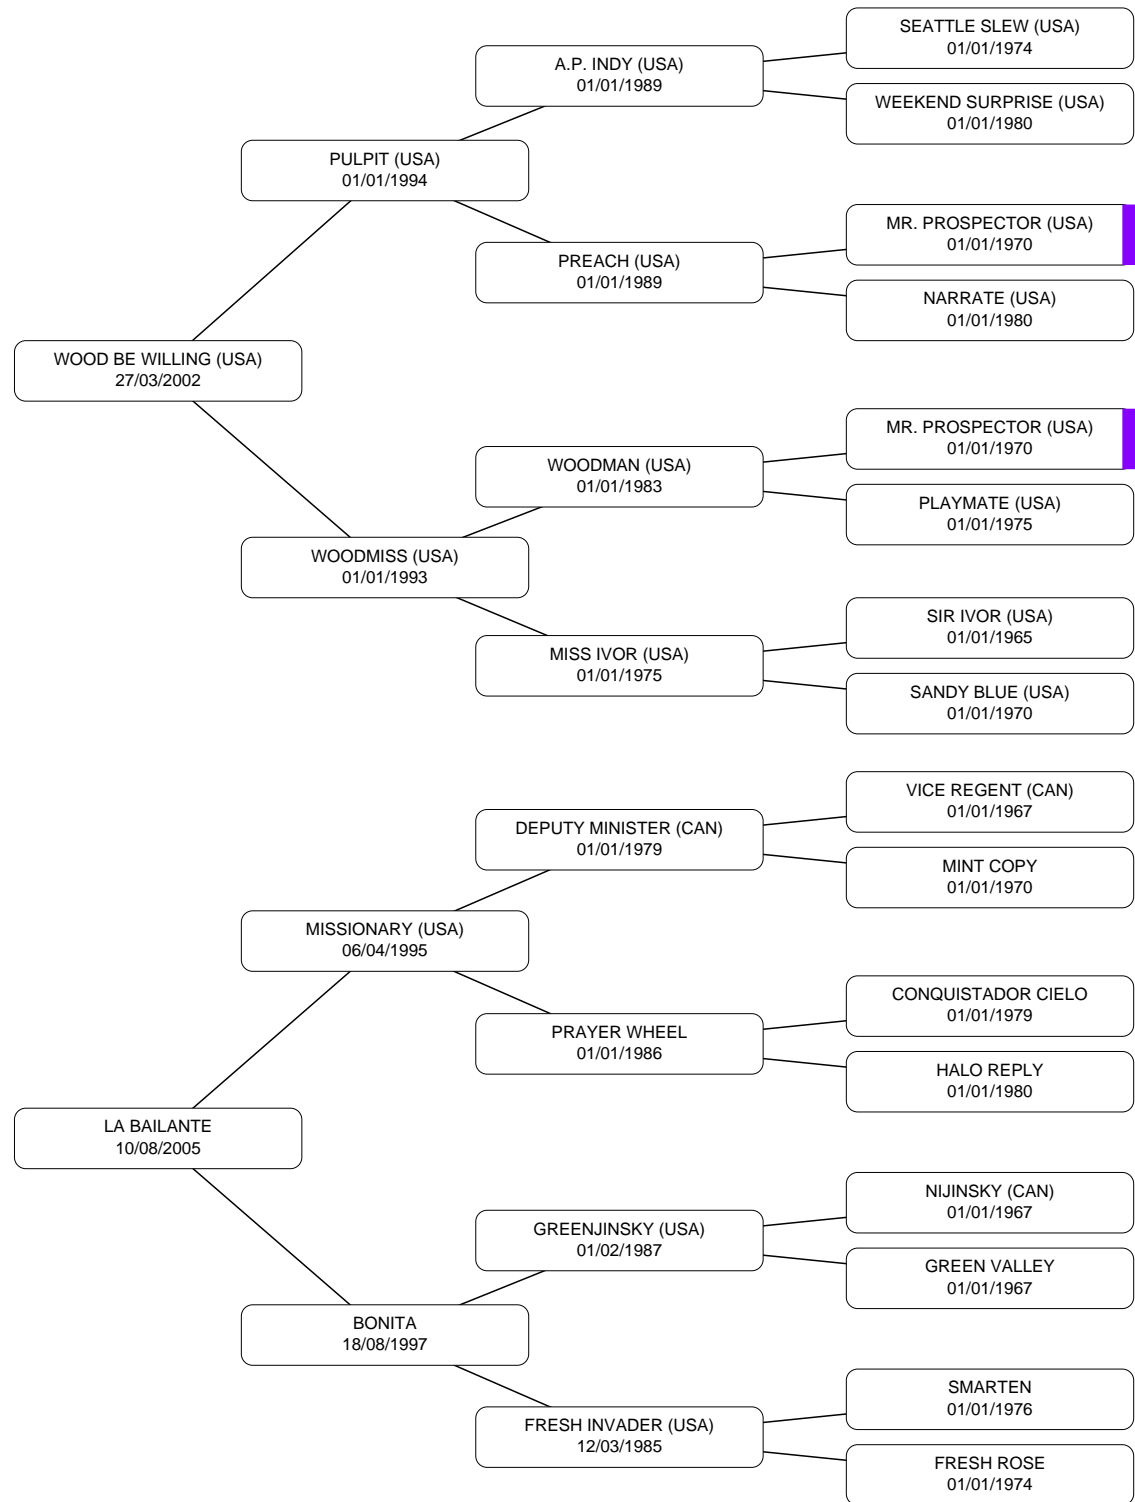 SEATTLE SLEW (USA)
01/01/1974
A.P. INDY (USA)
01/01/1989
WEEKEND SURPRISE (USA)
01/01/1980
PULPIT (USA)
01/01/1994
MR. PROSPECTOR (USA)
01/01/1970
PREACH (USA)
01/01/1989
NARRATE (USA)
01/01/1980
WOOD BE WILLING (USA)
27/03/2002
MR. PROSPECTOR (USA)
01/01/1970
WOODMAN (USA)
01/01/1983
PLAYMATE (USA)
01/01/1975
WOODMISS (USA)
01/01/1993
SIR IVOR (USA)
01/01/1965
MISS IVOR (USA)
01/01/1975
SANDY BLUE (USA)
01/01/1970
VICE REGENT (CAN)
01/01/1967
DEPUTY MINISTER (CAN)
01/01/1979
MINT COPY
01/01/1970
MISSIONARY (USA)
06/04/1995
CONQUISTADOR CIELO
01/01/1979
PRAYER WHEEL
01/01/1986
HALO REPLY
01/01/1980
LA BAILANTE
10/08/2005
NIJINSKY (CAN)
01/01/1967
GREENJINSKY (USA)
01/02/1987
GREEN VALLEY
01/01/1967
BONITA
18/08/1997
SMARTEN
01/01/1976
FRESH INVADER (USA)
12/03/1985
FRESH ROSE
01/01/1974